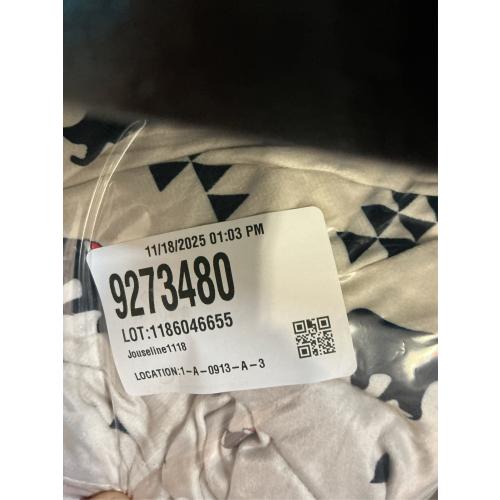 11/18/2025 01:03 PM
9273480
LOT:1186046655
Jouseline1118
LOCATION:1-A-0913-A-3